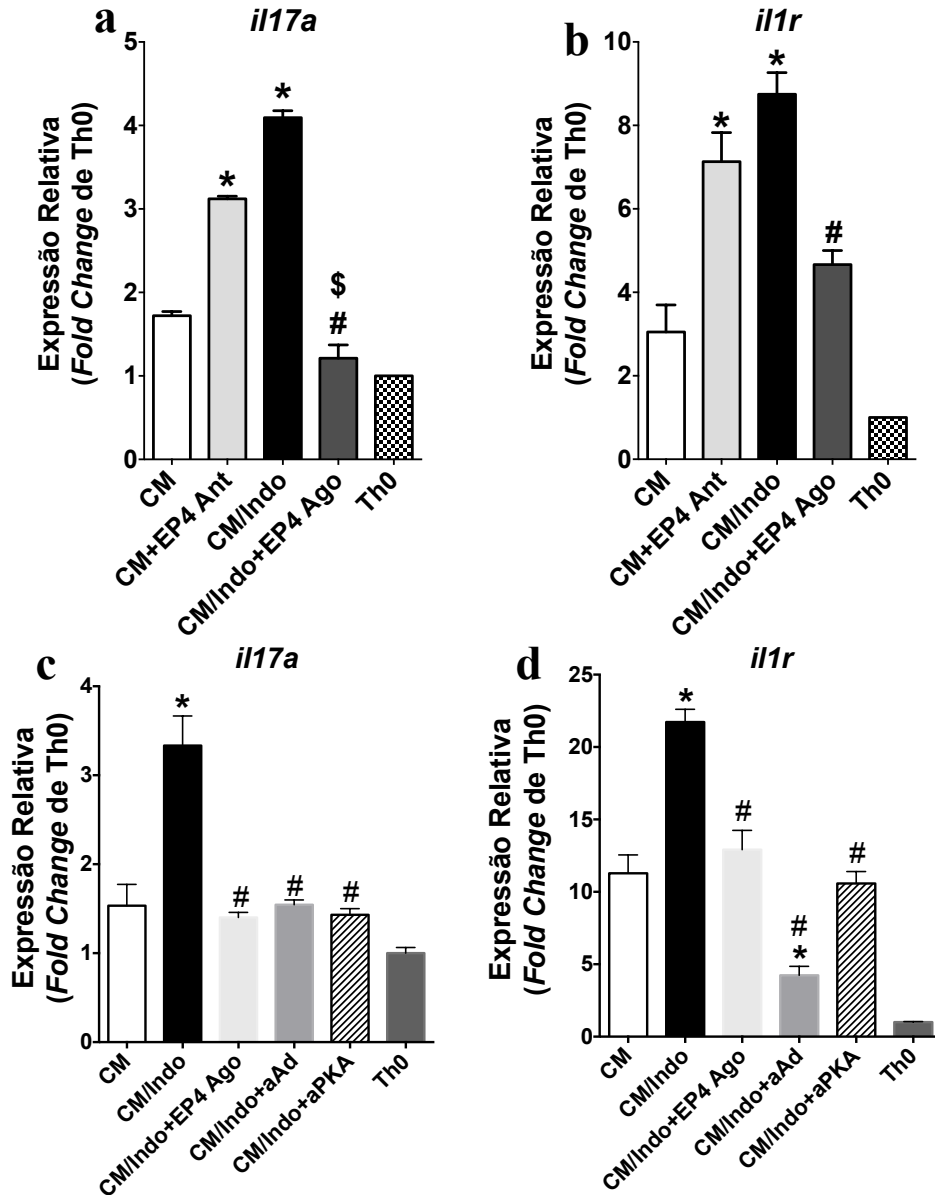 a
il17a
Expressão Relativa
(Fold Change de Th0)
5
4
3
2
1
0
*
*
$
#
CM
CM+EP4 Ant
CM/Indo
CM/Indo+EP4 Ago
Th0
b
il1r
Expressão Relativa
(Fold Change de Th0)
10
8
6
4
2
0
*
*
#
CM
CM+EP4 Ant
CM/Indo
CM/Indo+EP4 Ago
Th0
c
il17a
Expressão Relativa
(Fold Change de Th0)
4
3
2
1
0
*
#
#
#
CM
CM/Indo
CM/Indo+EP4 Ago
CM/Indo+aAd
CM/Indo+aPKA
Th0
d
il1r
Expressão Relativa
(Fold Change de Th0)
25
20
15
10
5
0
*
#
#
*
#
CM
CM/Indo
CM/Indo+EP4 Ago
CM/Indo+aAd
CM/Indo+aPKA
Th0